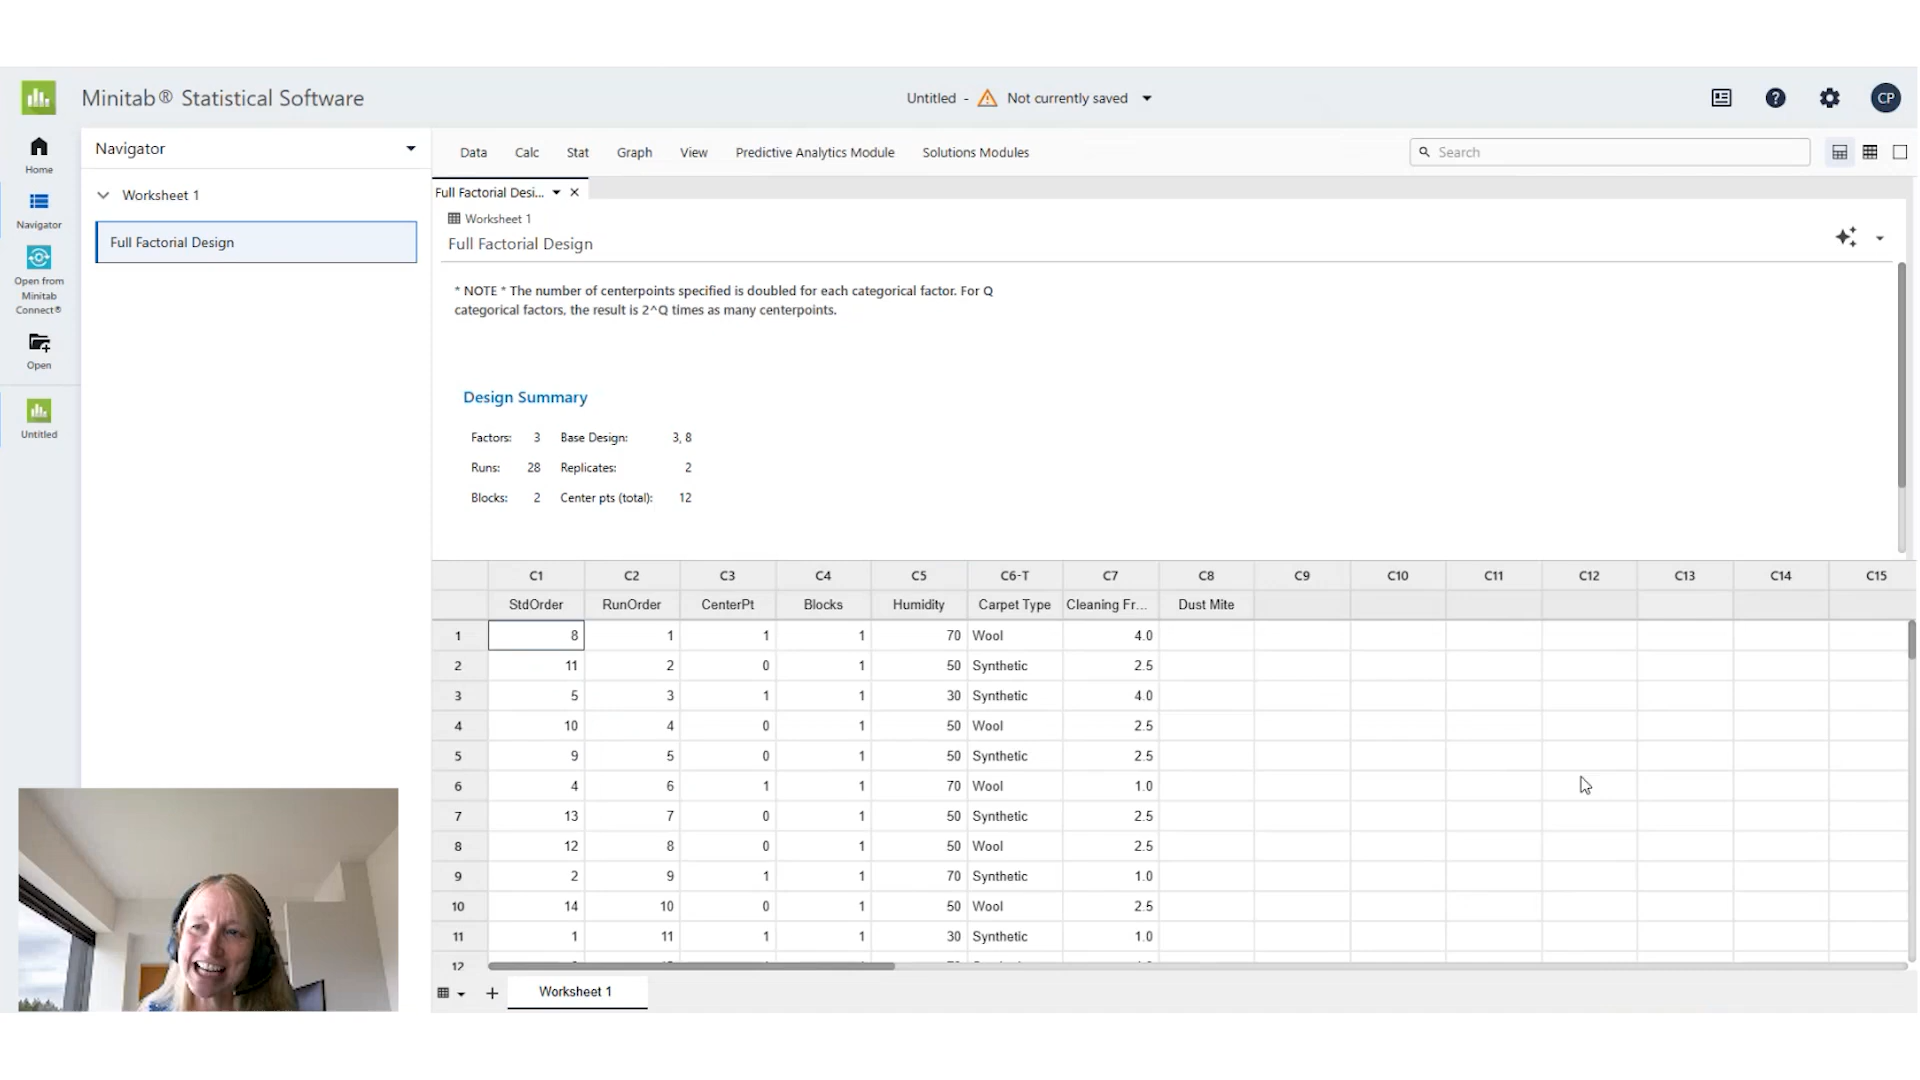 Minitab® Statistical Software
Untitled - Not currently saved
CP
Home
Navigator
Open from
Minitab
Connect®
Open
Untitled
Navigator
Worksheet 1
Full Factorial Design
Data Calc Stat Graph View Predictive Analytics Module Solutions Modules
Search
Full Factorial Desi...
Worksheet 1
Full Factorial Design
* NOTE * The number of centerpoints specified is doubled for each categorical factor. For Q
categorical factors, the result is 2^Q times as many centerpoints.
Design Summary
Factors: 3 Base Design: 3, 8
Runs: 28 Replicates: 2
Blocks: 2 Center pts (total): 12
C1 C2 C3 C4 C5 C6-T C7 C8 C9 C10 C11 C12 C13 C14 C15
StdOrder RunOrder CenterPt Blocks Humidity Carpet Type Cleaning Fr... Dust Mite
1 8 1 1 1 70 Wool 4.0
2 11 2 0 1 50 Synthetic 2.5
3 5 3 1 1 30 Synthetic 4.0
4 10 4 0 1 50 Wool 2.5
5 9 5 0 1 50 Synthetic 2.5
6 4 6 1 1 70 Wool 1.0
7 13 7 0 1 50 Synthetic 2.5
8 12 8 0 1 50 Wool 2.5
9 2 9 1 1 70 Synthetic 1.0
10 14 10 0 1 50 Wool 2.5
11 1 11 1 1 30 Synthetic 1.0
12
Worksheet 1